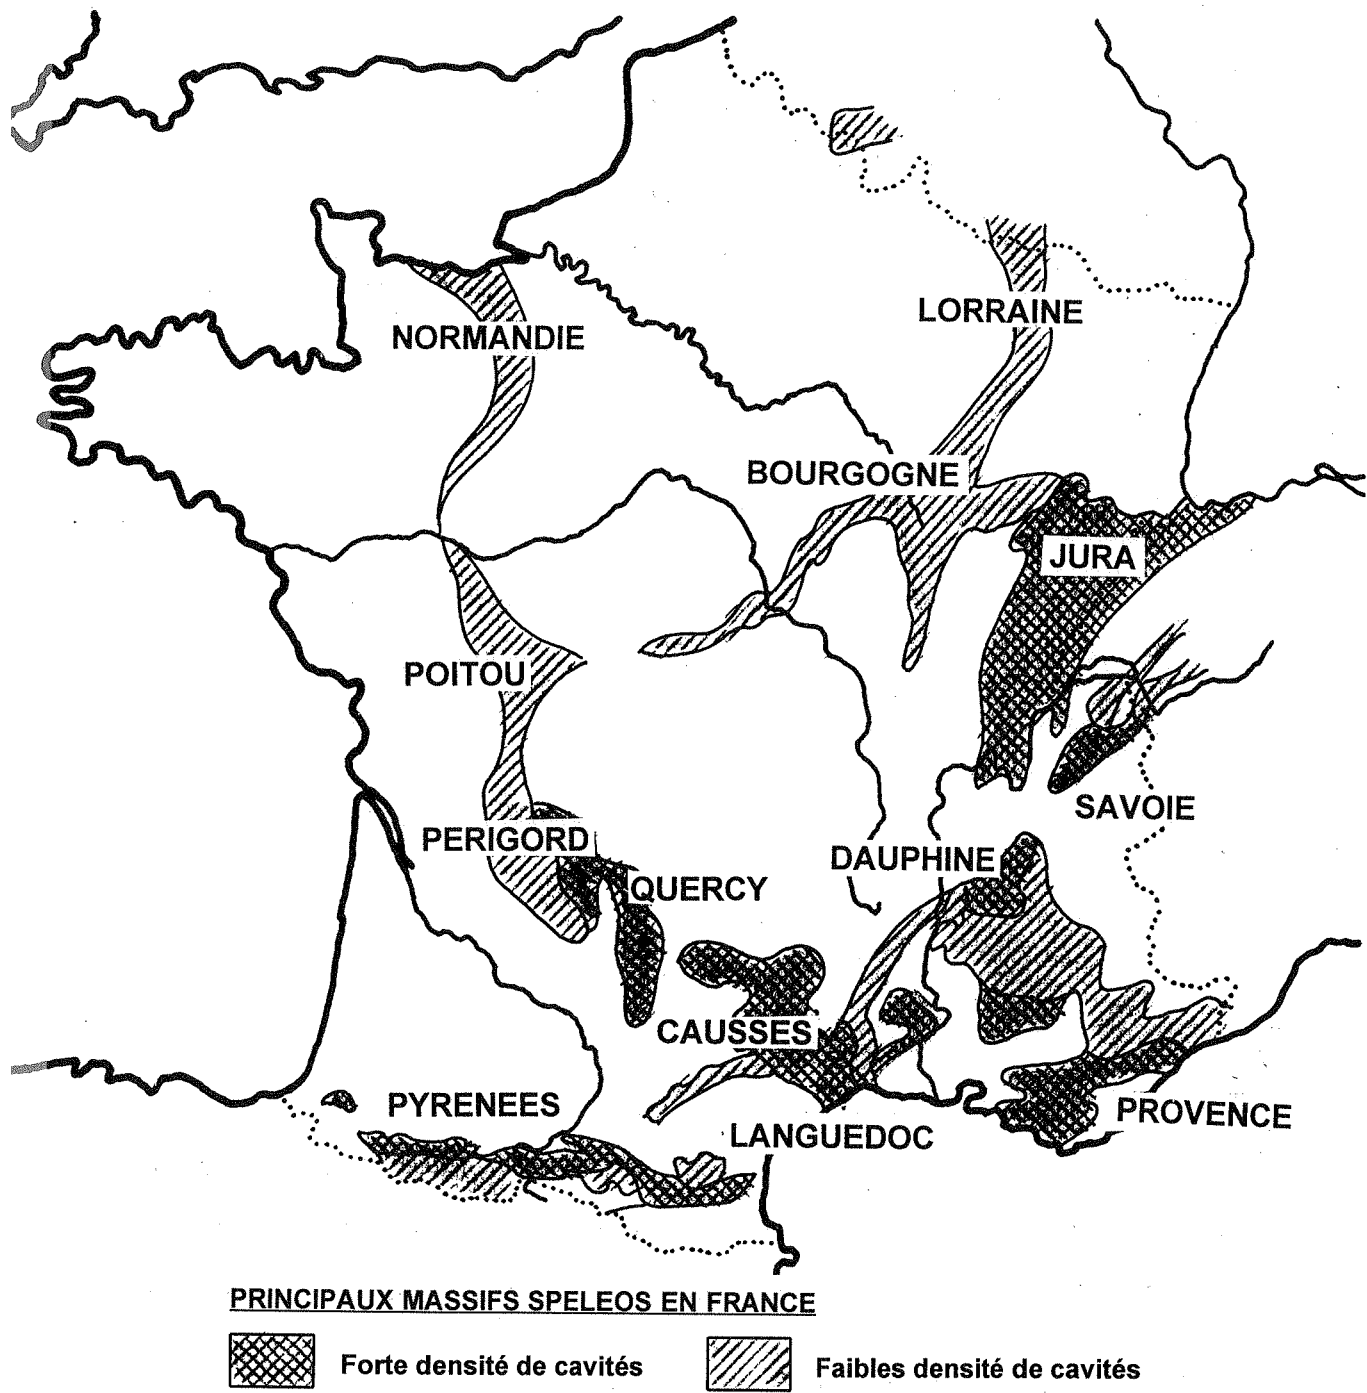 NORMANDIE
LORRAINE
BOURGOGNE
JURA
POITOU
SAVOIE
PERIGORD
DAUPHINE
QUERCY
CAUSSES
PYRENEES
LANGUEDOC
PROVENCE
PRINCIPAUX MASSIFS SPELEOS EN FRANCE
Forte densité de cavités
Faibles densité de cavités